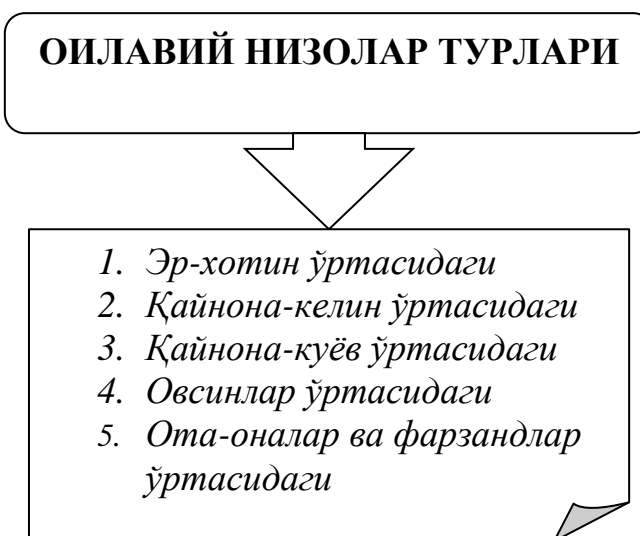 ОИЛАВИЙ НИЗОЛАР ТУРЛАРИ
1. Эр-хотин ўртасидаги
2. Қайнона-келин ўртасидаги
3. Қайнона-куёв ўртасидаги
4. Овсинлар ўртасидаги
5. Ота-оналар ва фарзандлар
ўртасидаги